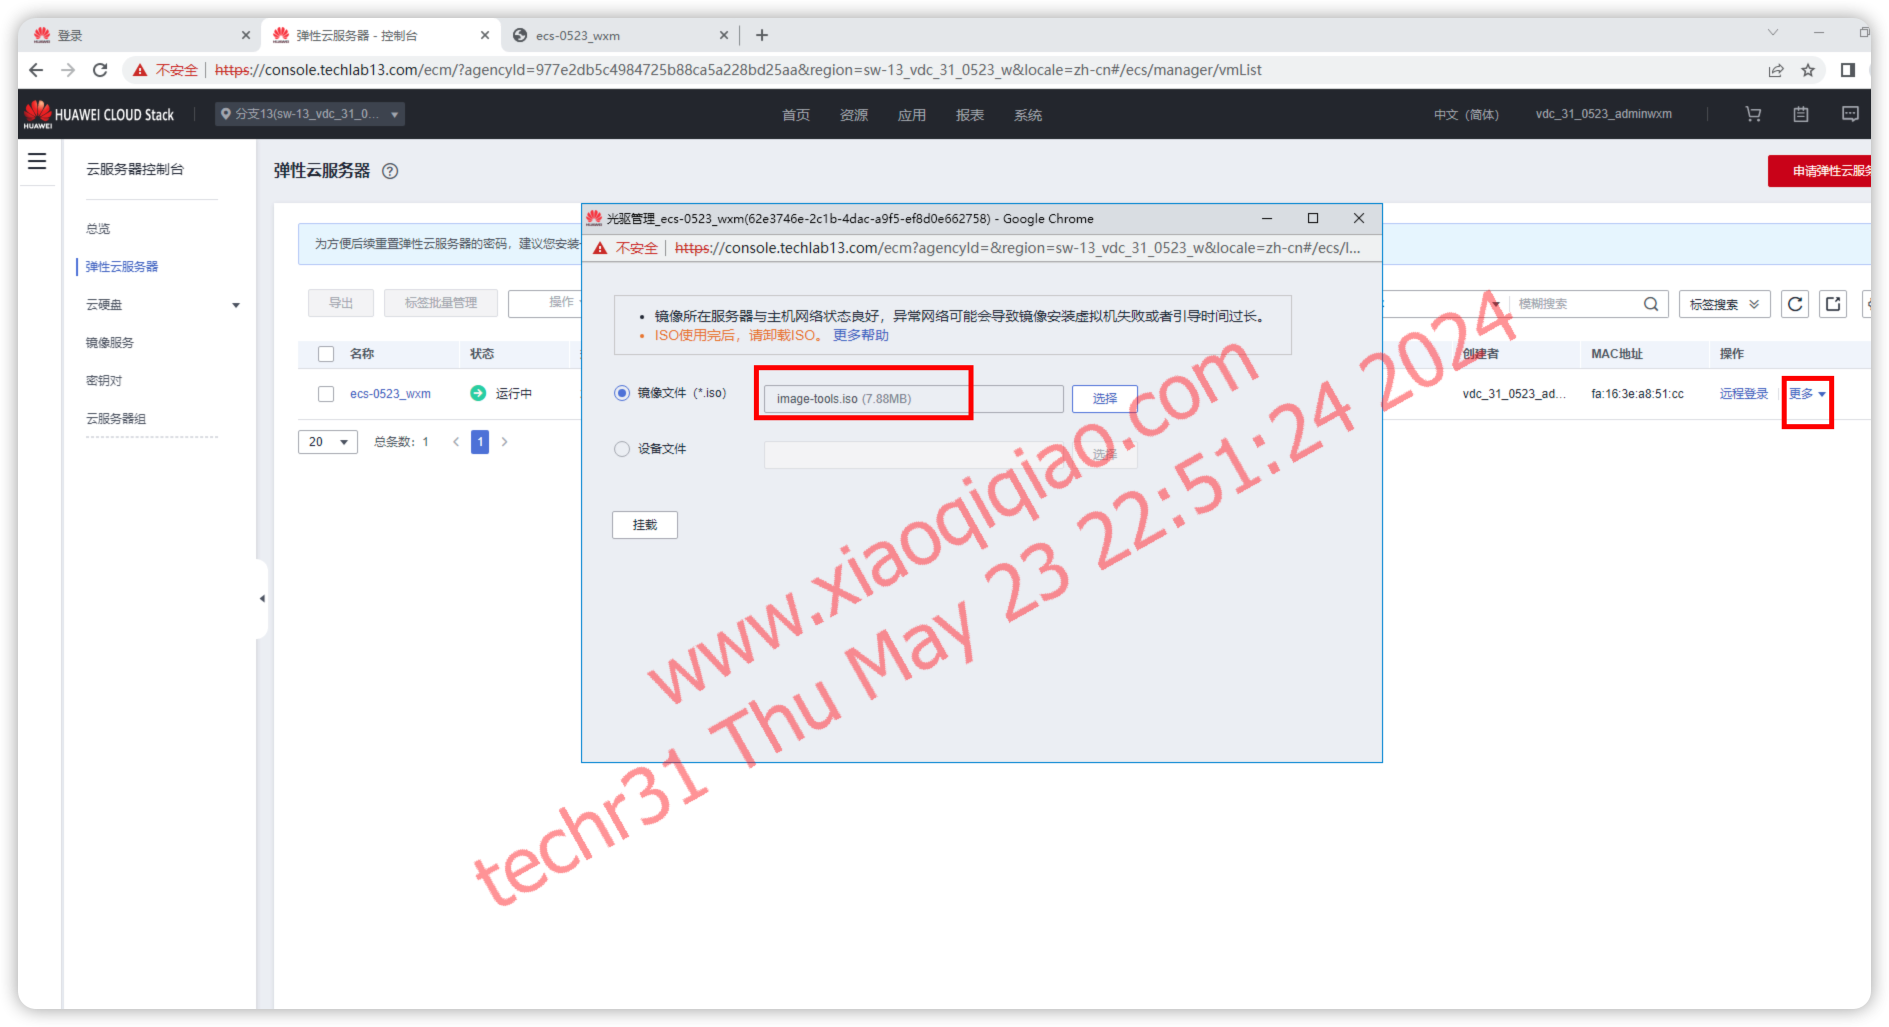 登录
弹性云服务器 - 控制台
ecs-0523_wxm
不安全
https://console.techlab13.com/ecm/?agencyId=977e2db5c4984725b88ca5a228bd25aa&region=sw-13_vdc_31_0523_w&locale=zh-cn#/ecs/manager/vmList
HUAWEI
HUAWEI CLOUD Stack
分支13(sw-13_vdc_31_0...
首页 资源 应用 报表 系统
中文（简体）
vdc_31_0523_adminwxm
云服务器控制台
总览
弹性云服务器
云硬盘
镜像服务
密钥对
云服务器组
弹性云服务器
申请弹性云服务
为方便后续重置弹性云服务器的密码，建议您安装
导出 标签批量管理 操作
模糊搜索 标签搜索
名称 状态 创建者 MAC地址 操作
ecs-0523_wxm 运行中 vdc_31_0523_ad... fa:16:3e:a8:51:cc 远程登录 更多
20 总条数：1 1
光驱管理_ecs-0523_wxm(62e3746e-2c1b-4dac-a9f5-ef8d0e662758) - Google Chrome
不安全
https://console.techlab13.com/ecm?agencyId=&region=sw-13_vdc_31_0523_w&locale=zh-cn#/ecs/l...
• 镜像所在服务器与主机网络状态良好，异常网络可能会导致镜像安装虚拟机失败或者引导时间过长。
• ISO使用完后，请卸载ISO。 更多帮助
镜像文件（*.iso） image-tools.iso (7.88MB) 选择
设备文件 选择
挂载
www.xiaoqiqiao.com
techr31 Thu May 23 22:51:24 2024